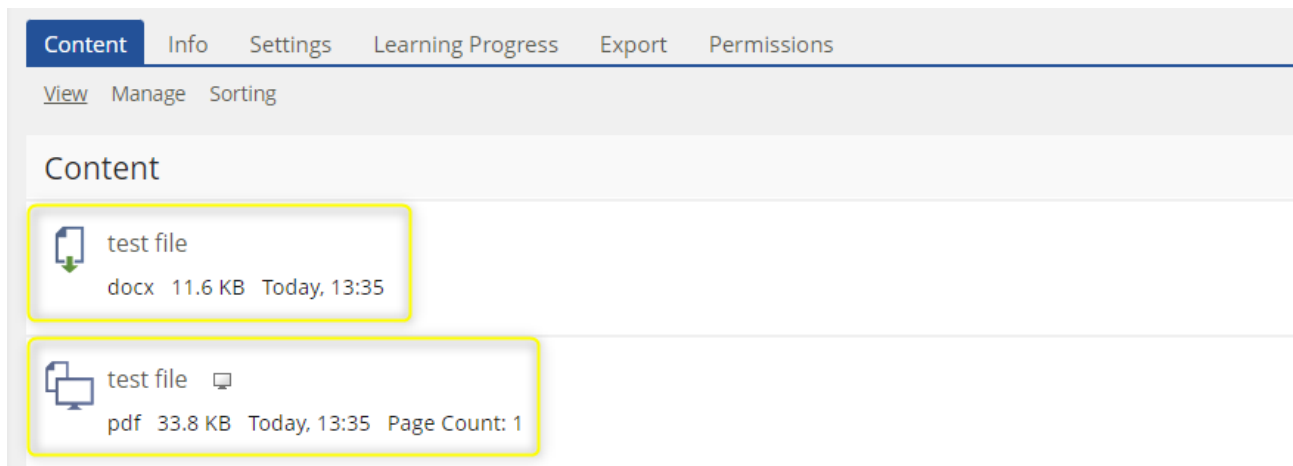 Content Info Settings Learning Progress Export Permissions
View Manage Sorting
Content
test file
docx 11.6 KB Today, 13:35
test file
pdf 33.8 KB Today, 13:35 Page Count: 1